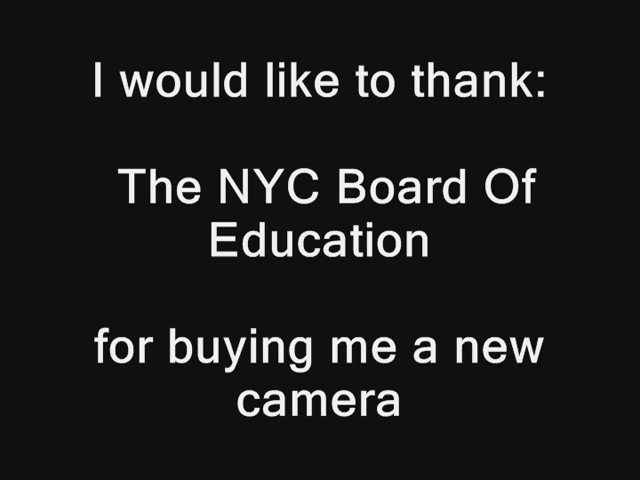 I would like to thank:
The NYC Board Of
Education
for buying me a new
camera